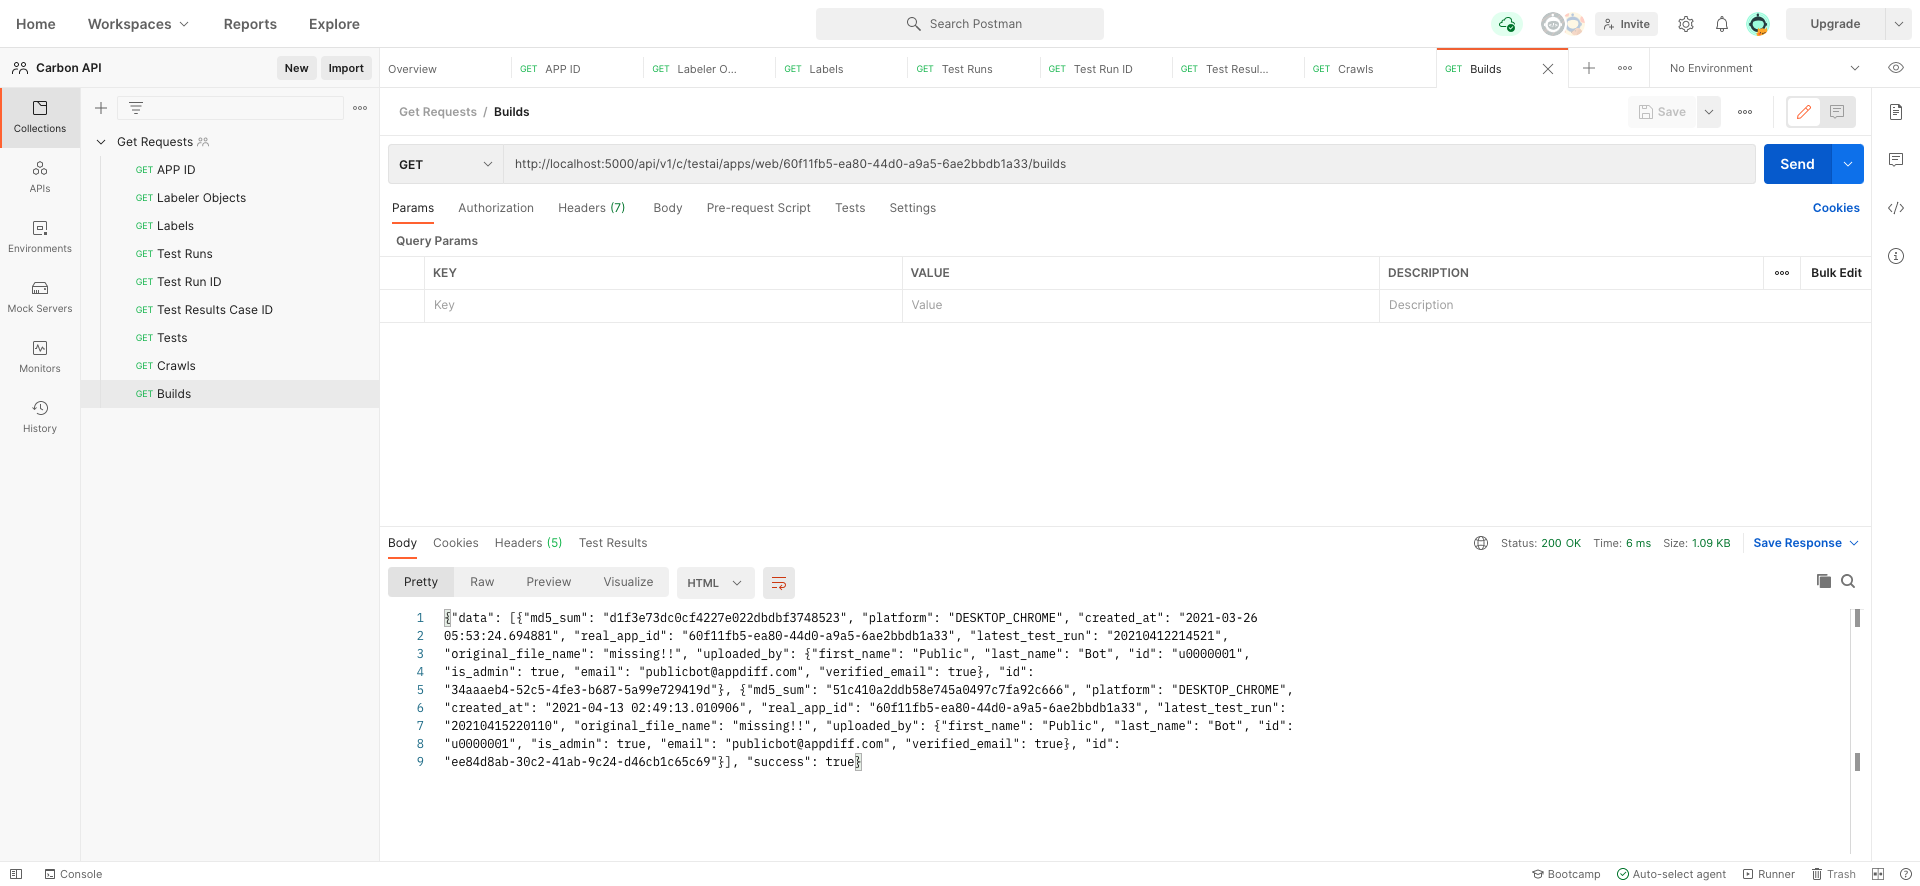 Home Workspaces Reports Explore Search Postman Invite Upgrade
Carbon API New Import
Overview GET APP ID GET Labeler O... GET Labels GET Test Runs GET Test Run ID GET Test Resul... GET Crawls GET Builds No Environment
Collections
APIs
Environments
Mock Servers
Monitors
History
Get Requests
GET APP ID
GET Labeler Objects
GET Labels
GET Test Runs
GET Test Run ID
GET Test Results Case ID
GET Tests
GET Crawls
GET Builds
Get Requests / Builds Save
GET http://localhost:5000/api/v1/c/testai/apps/web/60f11fb5-ea80-44d0-a9a5-6ae2bbdb1a33/builds Send
Params Authorization Headers (7) Body Pre-request Script Tests Settings Cookies
Query Params
KEY VALUE DESCRIPTION Bulk Edit
Key Value Description
Body Cookies Headers (5) Test Results Status: 200 OK Time: 6 ms Size: 1.09 KB Save Response
Pretty Raw Preview Visualize HTML
1 {"data": [{"md5_sum": "d1f3e73dc0cf4227e022dbdbf3748523", "platform": "DESKTOP_CHROME", "created_at": "2021-03-26
2 05:53:24.694881", "real_app_id": "60f11fb5-ea80-44d0-a9a5-6ae2bbdb1a33", "latest_test_run": "20210412214521",
3 "original_file_name": "missing!!", "uploaded_by": {"first_name": "Public", "last_name": "Bot", "id": "u0000001",
4 "is_admin": true, "email": "publicbot@appdiff.com", "verified_email": true}, "id":
5 "34aaaeb4-52c5-4fe3-b687-5a99e729419d"}, {"md5_sum": "51c410a2ddb58e745a0497c7fa92c666", "platform": "DESKTOP_CHROME",
6 "created_at": "2021-04-13 02:49:13.010906", "real_app_id": "60f11fb5-ea80-44d0-a9a5-6ae2bbdb1a33", "latest_test_run":
7 "20210415220110", "original_file_name": "missing!!", "uploaded_by": {"first_name": "Public", "last_name": "Bot", "id":
8 "u0000001", "is_admin": true, "email": "publicbot@appdiff.com", "verified_email": true}, "id":
9 "ee84d8ab-30c2-41ab-9c24-d46cb1c65c69"}], "success": true}
Console Bootcamp Auto-select agent Runner Trash